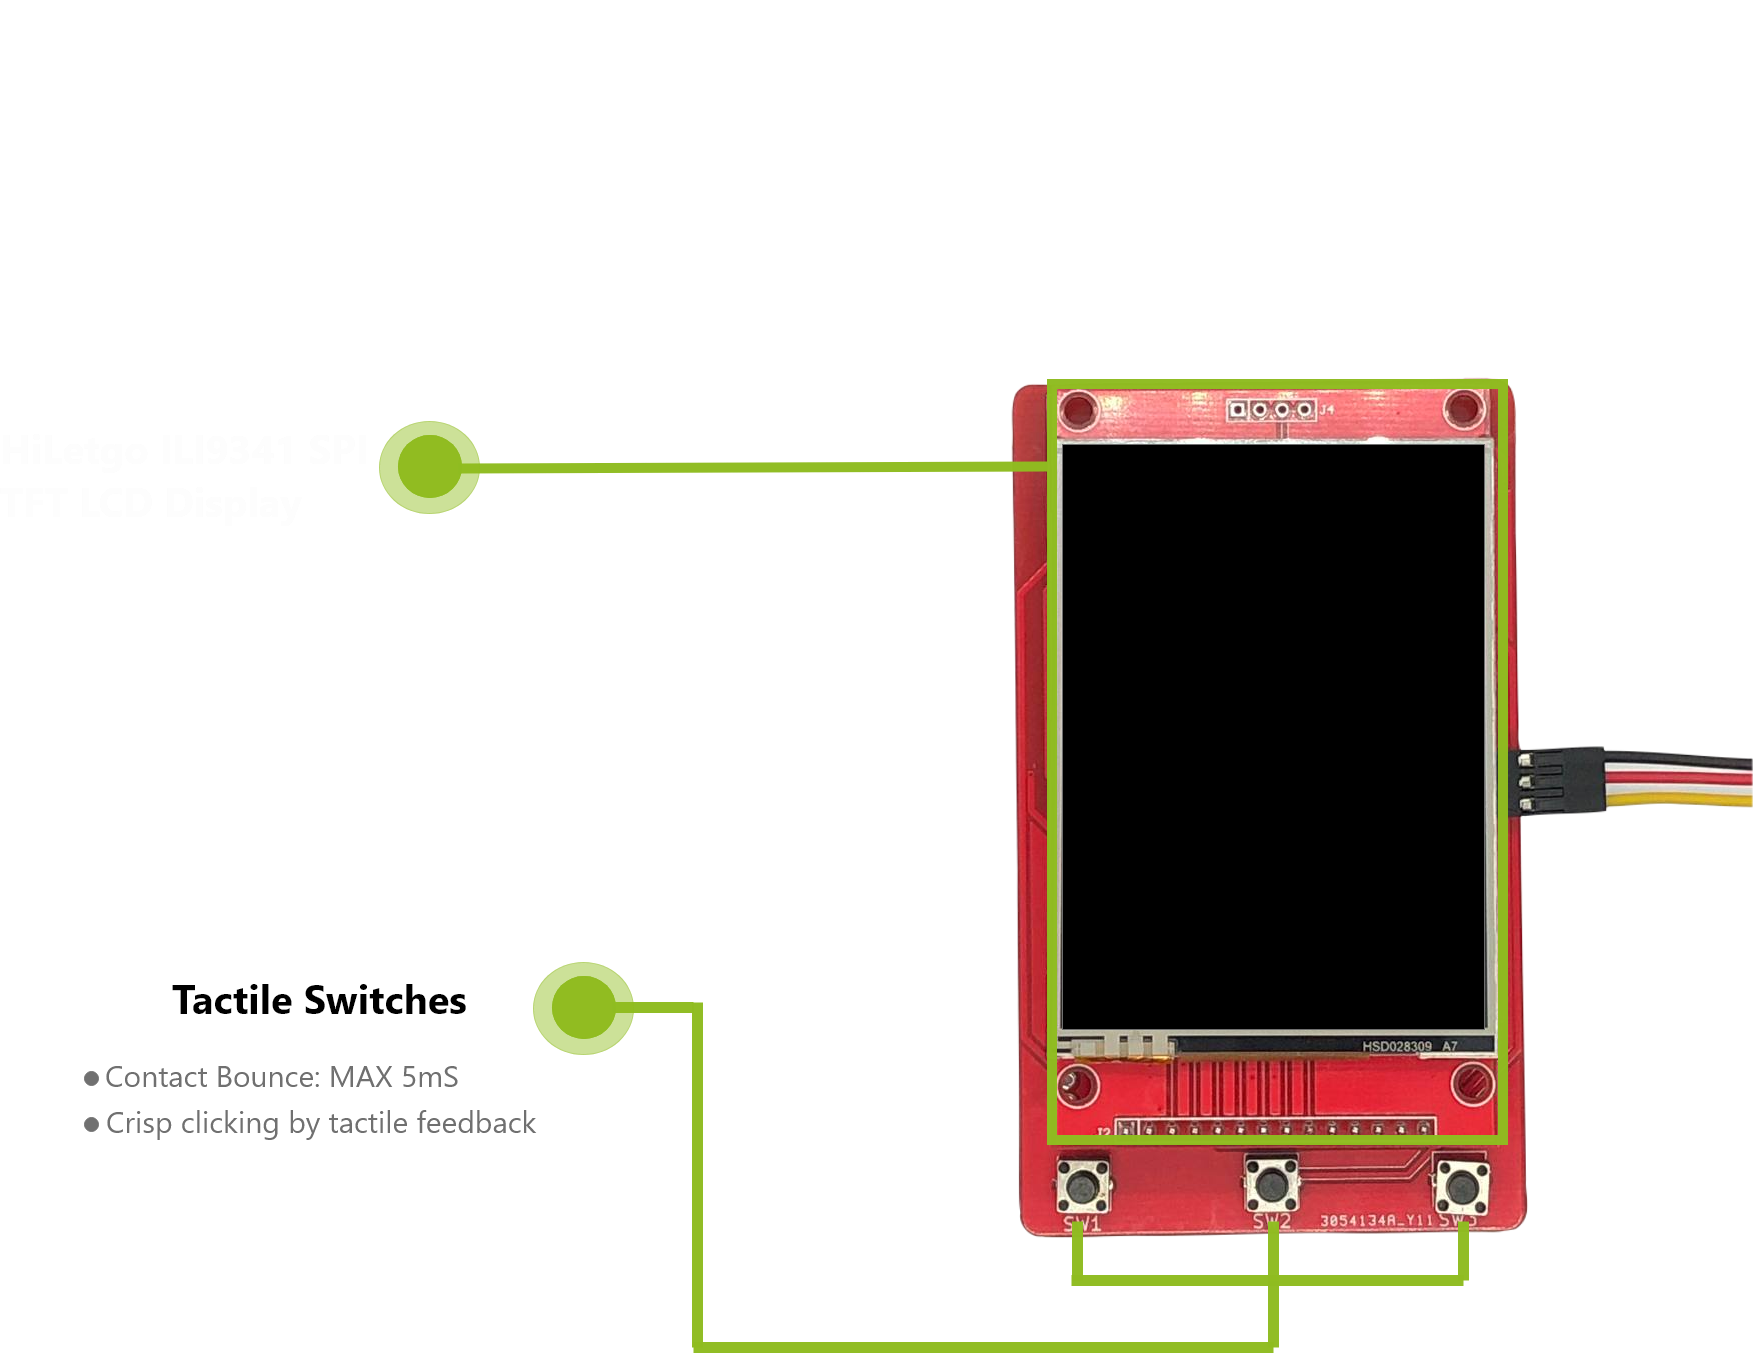 HiLetgo ILI9341 SPI
TFT LCD Display
J4
HSD028309 A7
Tactile Switches
● Contact Bounce: MAX 5mS
● Crisp clicking by tactile feedback
J2
SW1
SW2
3054134A_Y11
SW3